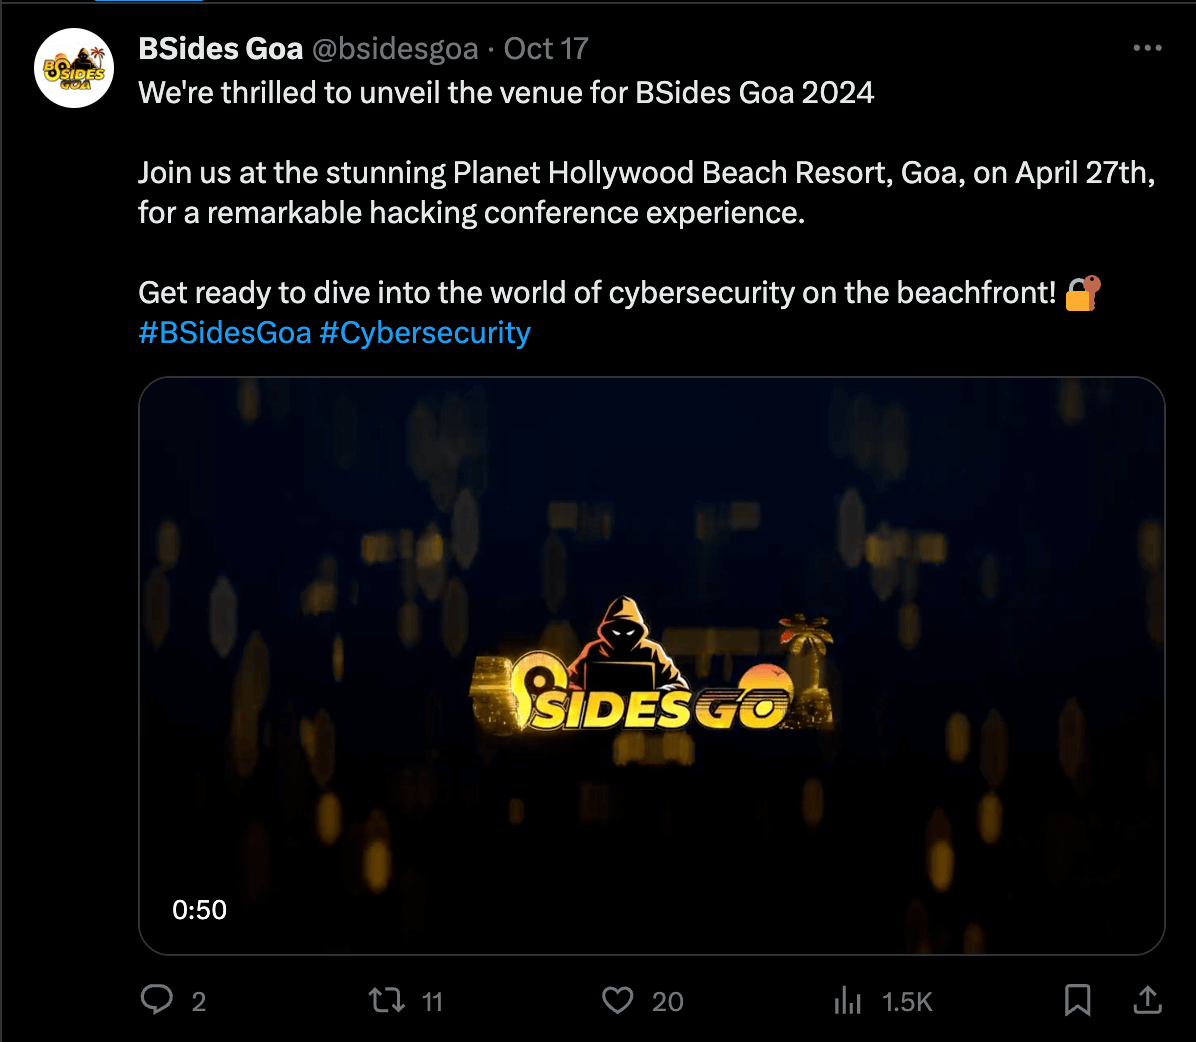 BSides Goa @bsidesgoa · Oct 17
We're thrilled to unveil the venue for BSides Goa 2024
Join us at the stunning Planet Hollywood Beach Resort, Goa, on April 27th,
for a remarkable hacking conference experience.
Get ready to dive into the world of cybersecurity on the beachfront! 🔐
#BSidesGoa #Cybersecurity
BSIDES GO
0:50
2 11 20 1.5K